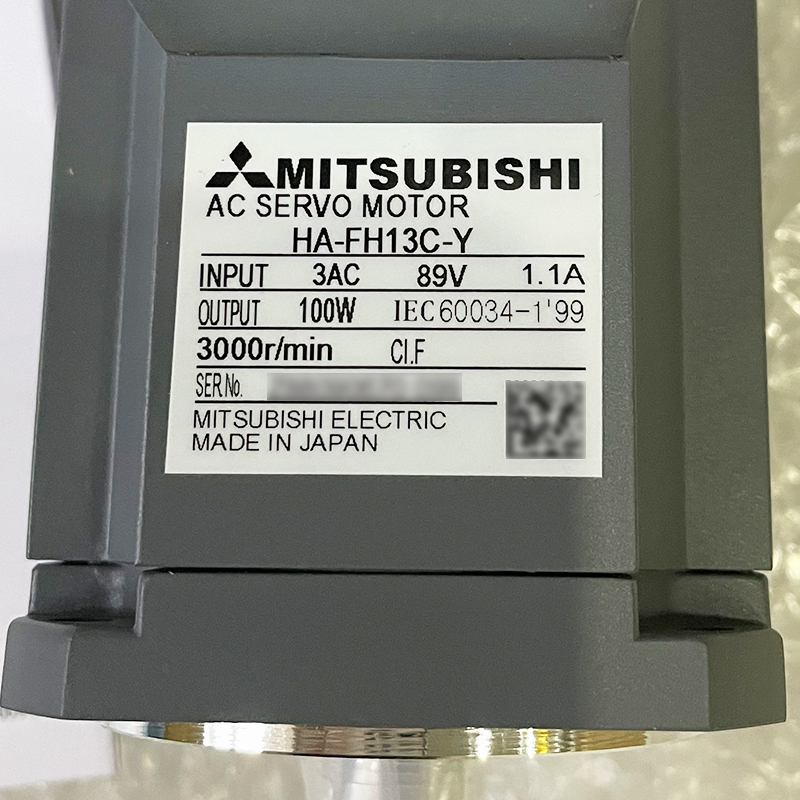 MITSUBISHI
AC SERVO MOTOR
HA-FH13C-Y
INPUT 3AC 89V 1.1A
OUTPUT 100W IEC60034-1'99
3000r/min CI.F
SER.No.
MITSUBISHI ELECTRIC
MADE IN JAPAN